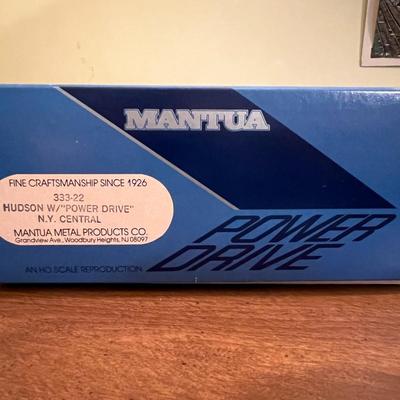 MANTUA
FINE CRAFTSMANSHIP SINCE 1926
333-22
HUDSON W/"POWER DRIVE"
N.Y. CENTRAL
MANTUA METAL PRODUCTS CO.
Grandview Ave., Woodbury Heights, NJ 08097
POWER
DRIVE
AN HO SCALE REPRODUCTION